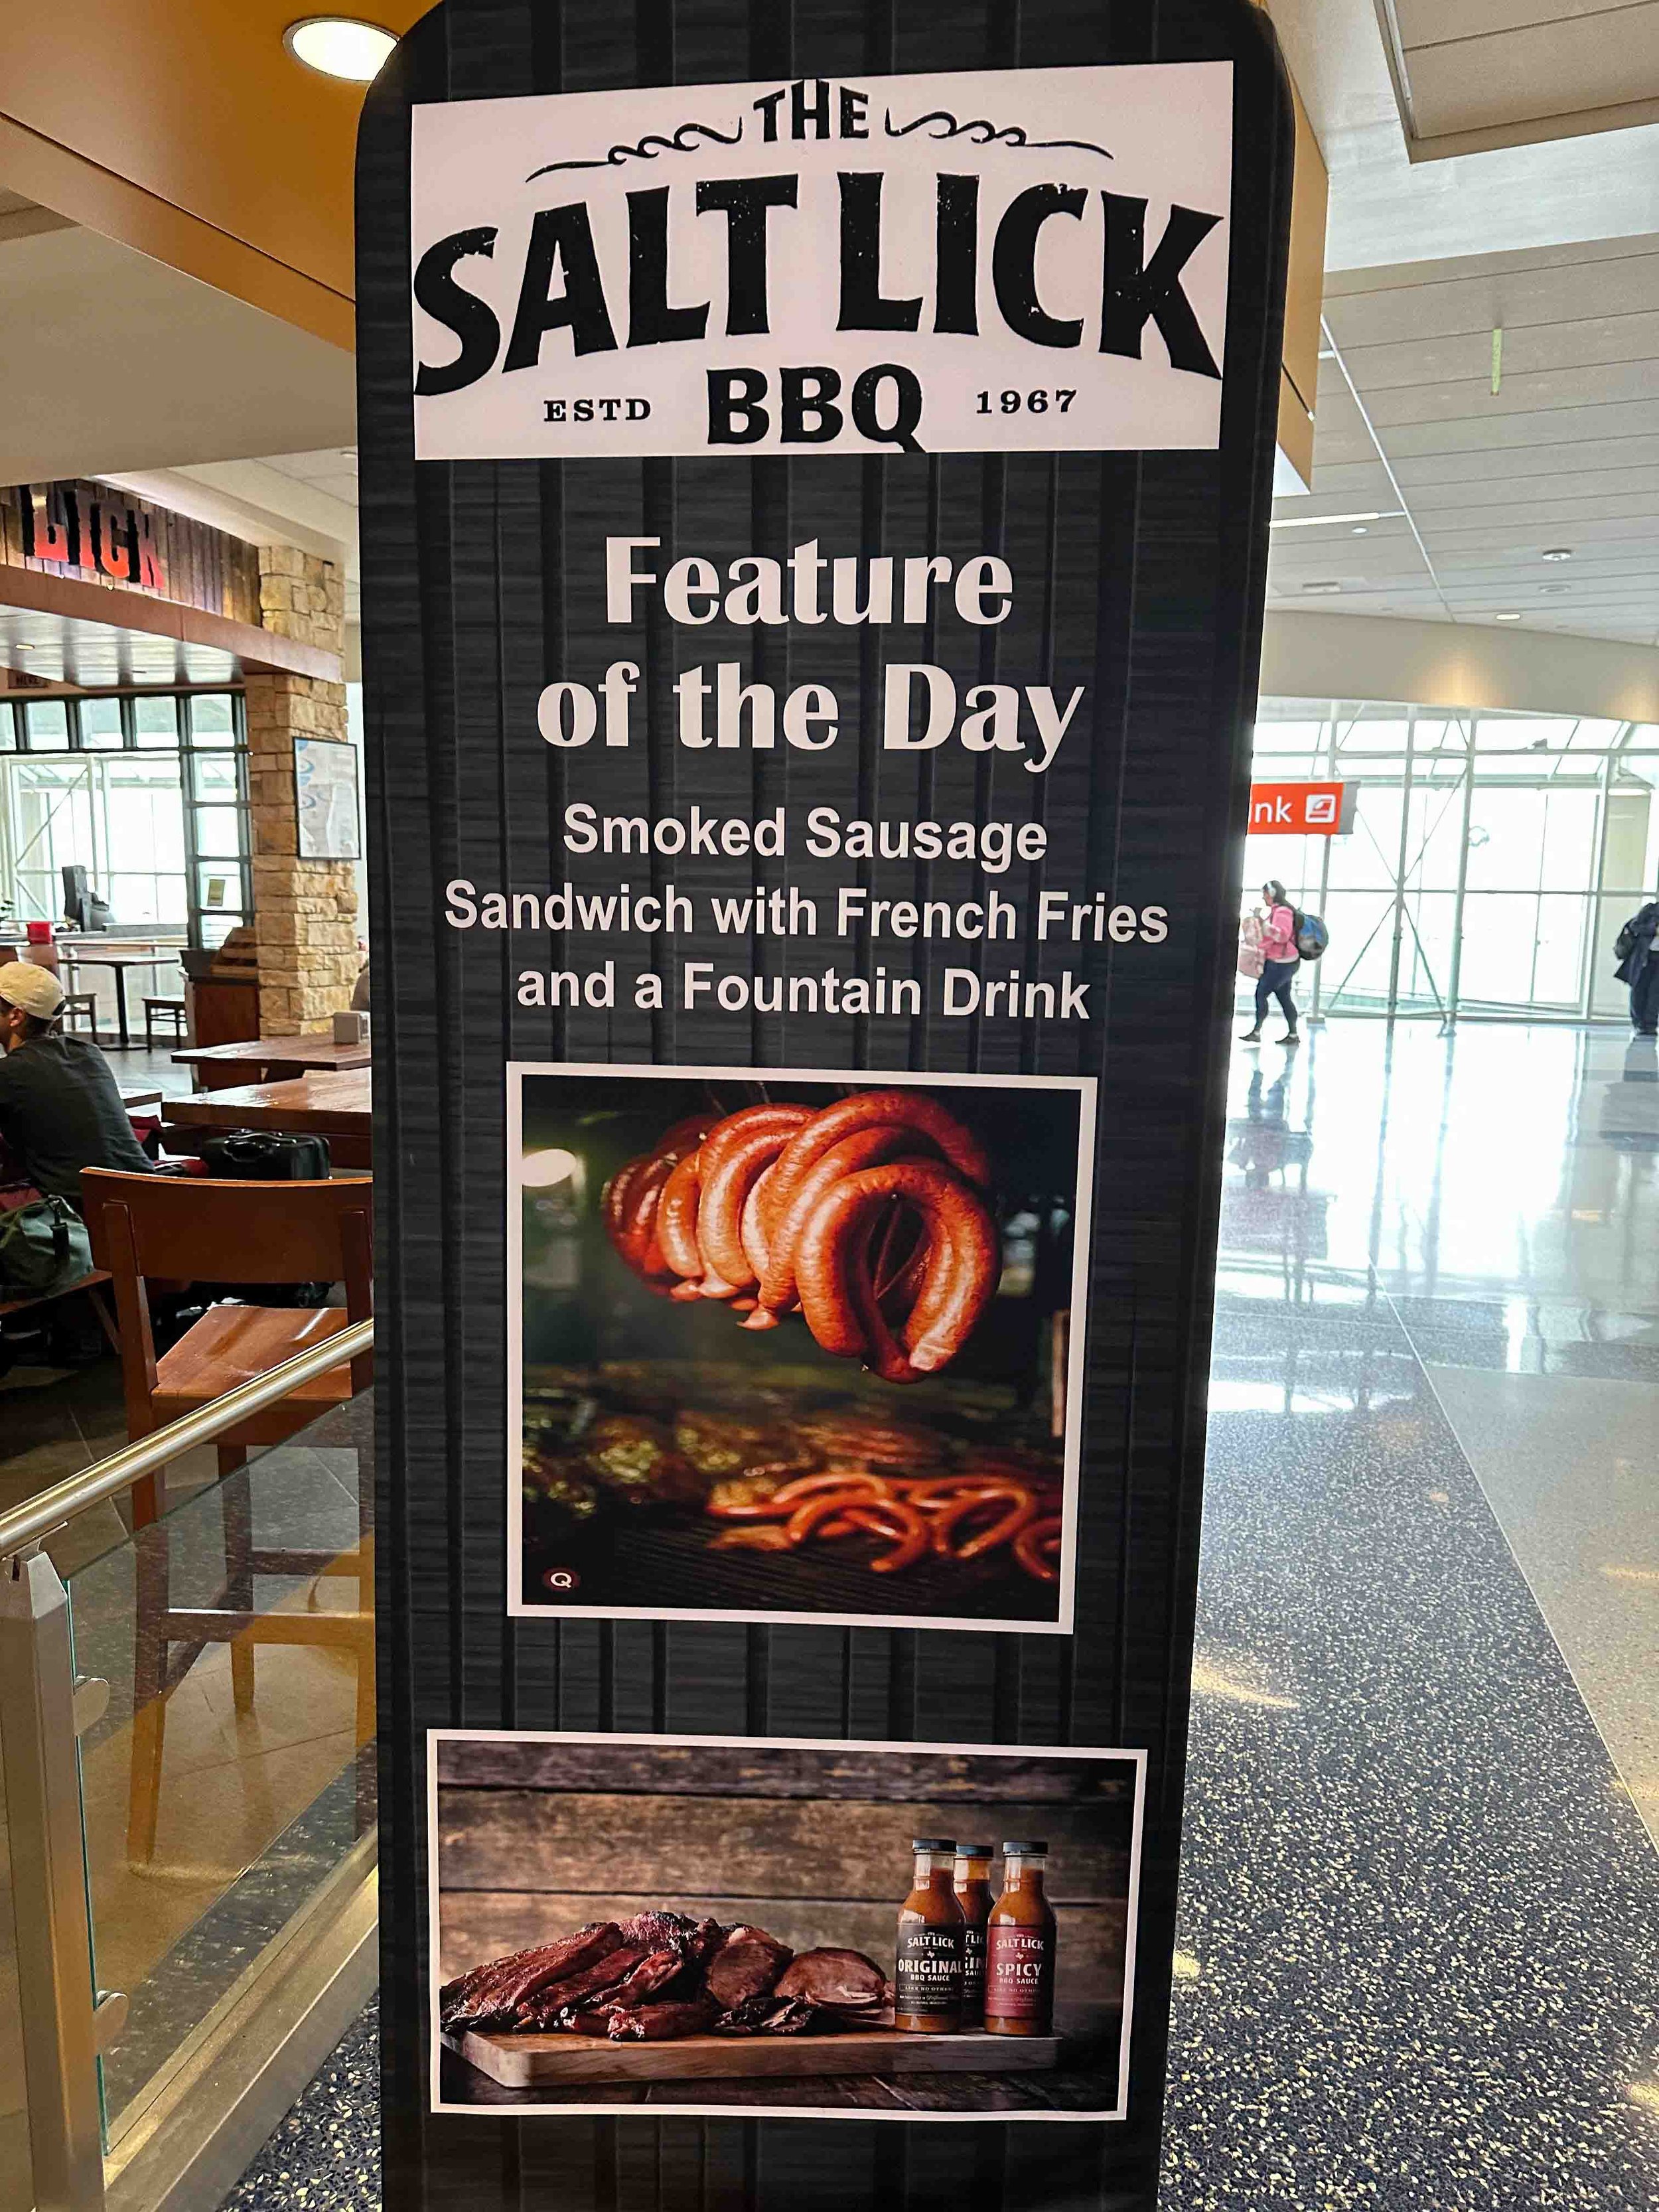 THE
SALT LICK
BBQ
ESTD 1967
Feature
of the Day
Smoked Sausage
Sandwich with French Fries
and a Fountain Drink
LICK
nk
Q
SALT LICK
ORIGINAL
BBQ SAUCE
SALT LICK
SPICY
BBQ SAUCE